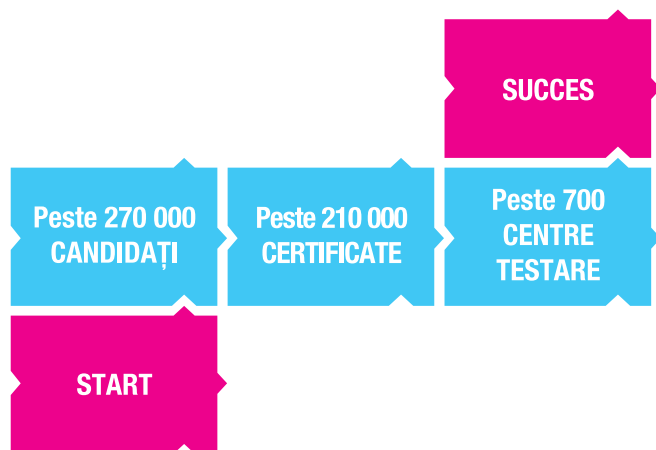 SUCCES
Peste 270 000
CANDIDAȚI
Peste 210 000
CERTIFICATE
Peste 700
CENTRE
TESTARE
START